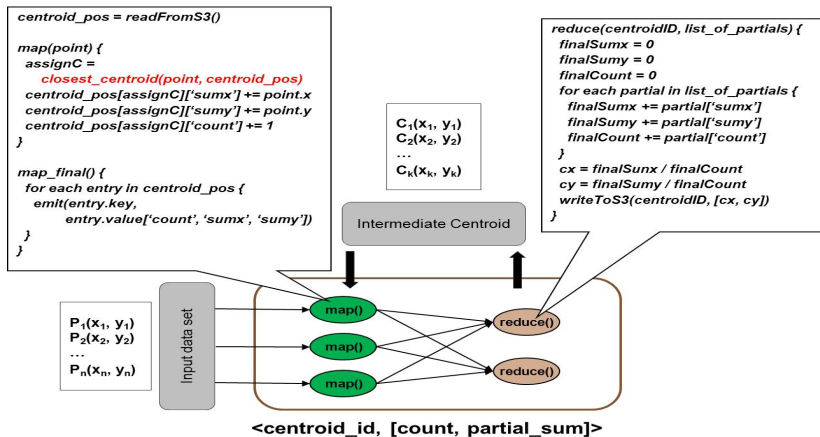 centroid_pos = readFromS3()
map(point) {
assignC =
closest_centroid(point, centroid_pos)
centroid_pos[assignC][‘sumx’] += point.x
centroid_pos[assignC][‘sumy’] += point.y
centroid_pos[assignC][‘count’] += 1
}
map_final() {
for each entry in centroid_pos {
emit(entry.key,
entry.value[‘count’, ‘sumx’, ‘sumy’])
}
}
C₁(x₁, y₁)
C₂(x₂, y₂)
...
Cₖ(xₖ, yₖ)
Intermediate Centroid
reduce(centroidID, list_of_partials) {
finalSumx = 0
finalSumy = 0
finalCount = 0
for each partial in list_of_partials {
finalSumx += partial[‘sumx’]
finalSumy += partial[‘sumy’]
finalCount += partial[‘count’]
}
cx = finalSunx / finalCount
cy = finalSumy / finalCount
writeToS3(centroidID, [cx, cy])
}
P₁(x₁, y₁)
P₂(x₂, y₂)
...
Pₙ(xₙ, yₙ)
Input data set
map()
map()
map()
reduce()
reduce()
<centroid_id, [count, partial_sum]>